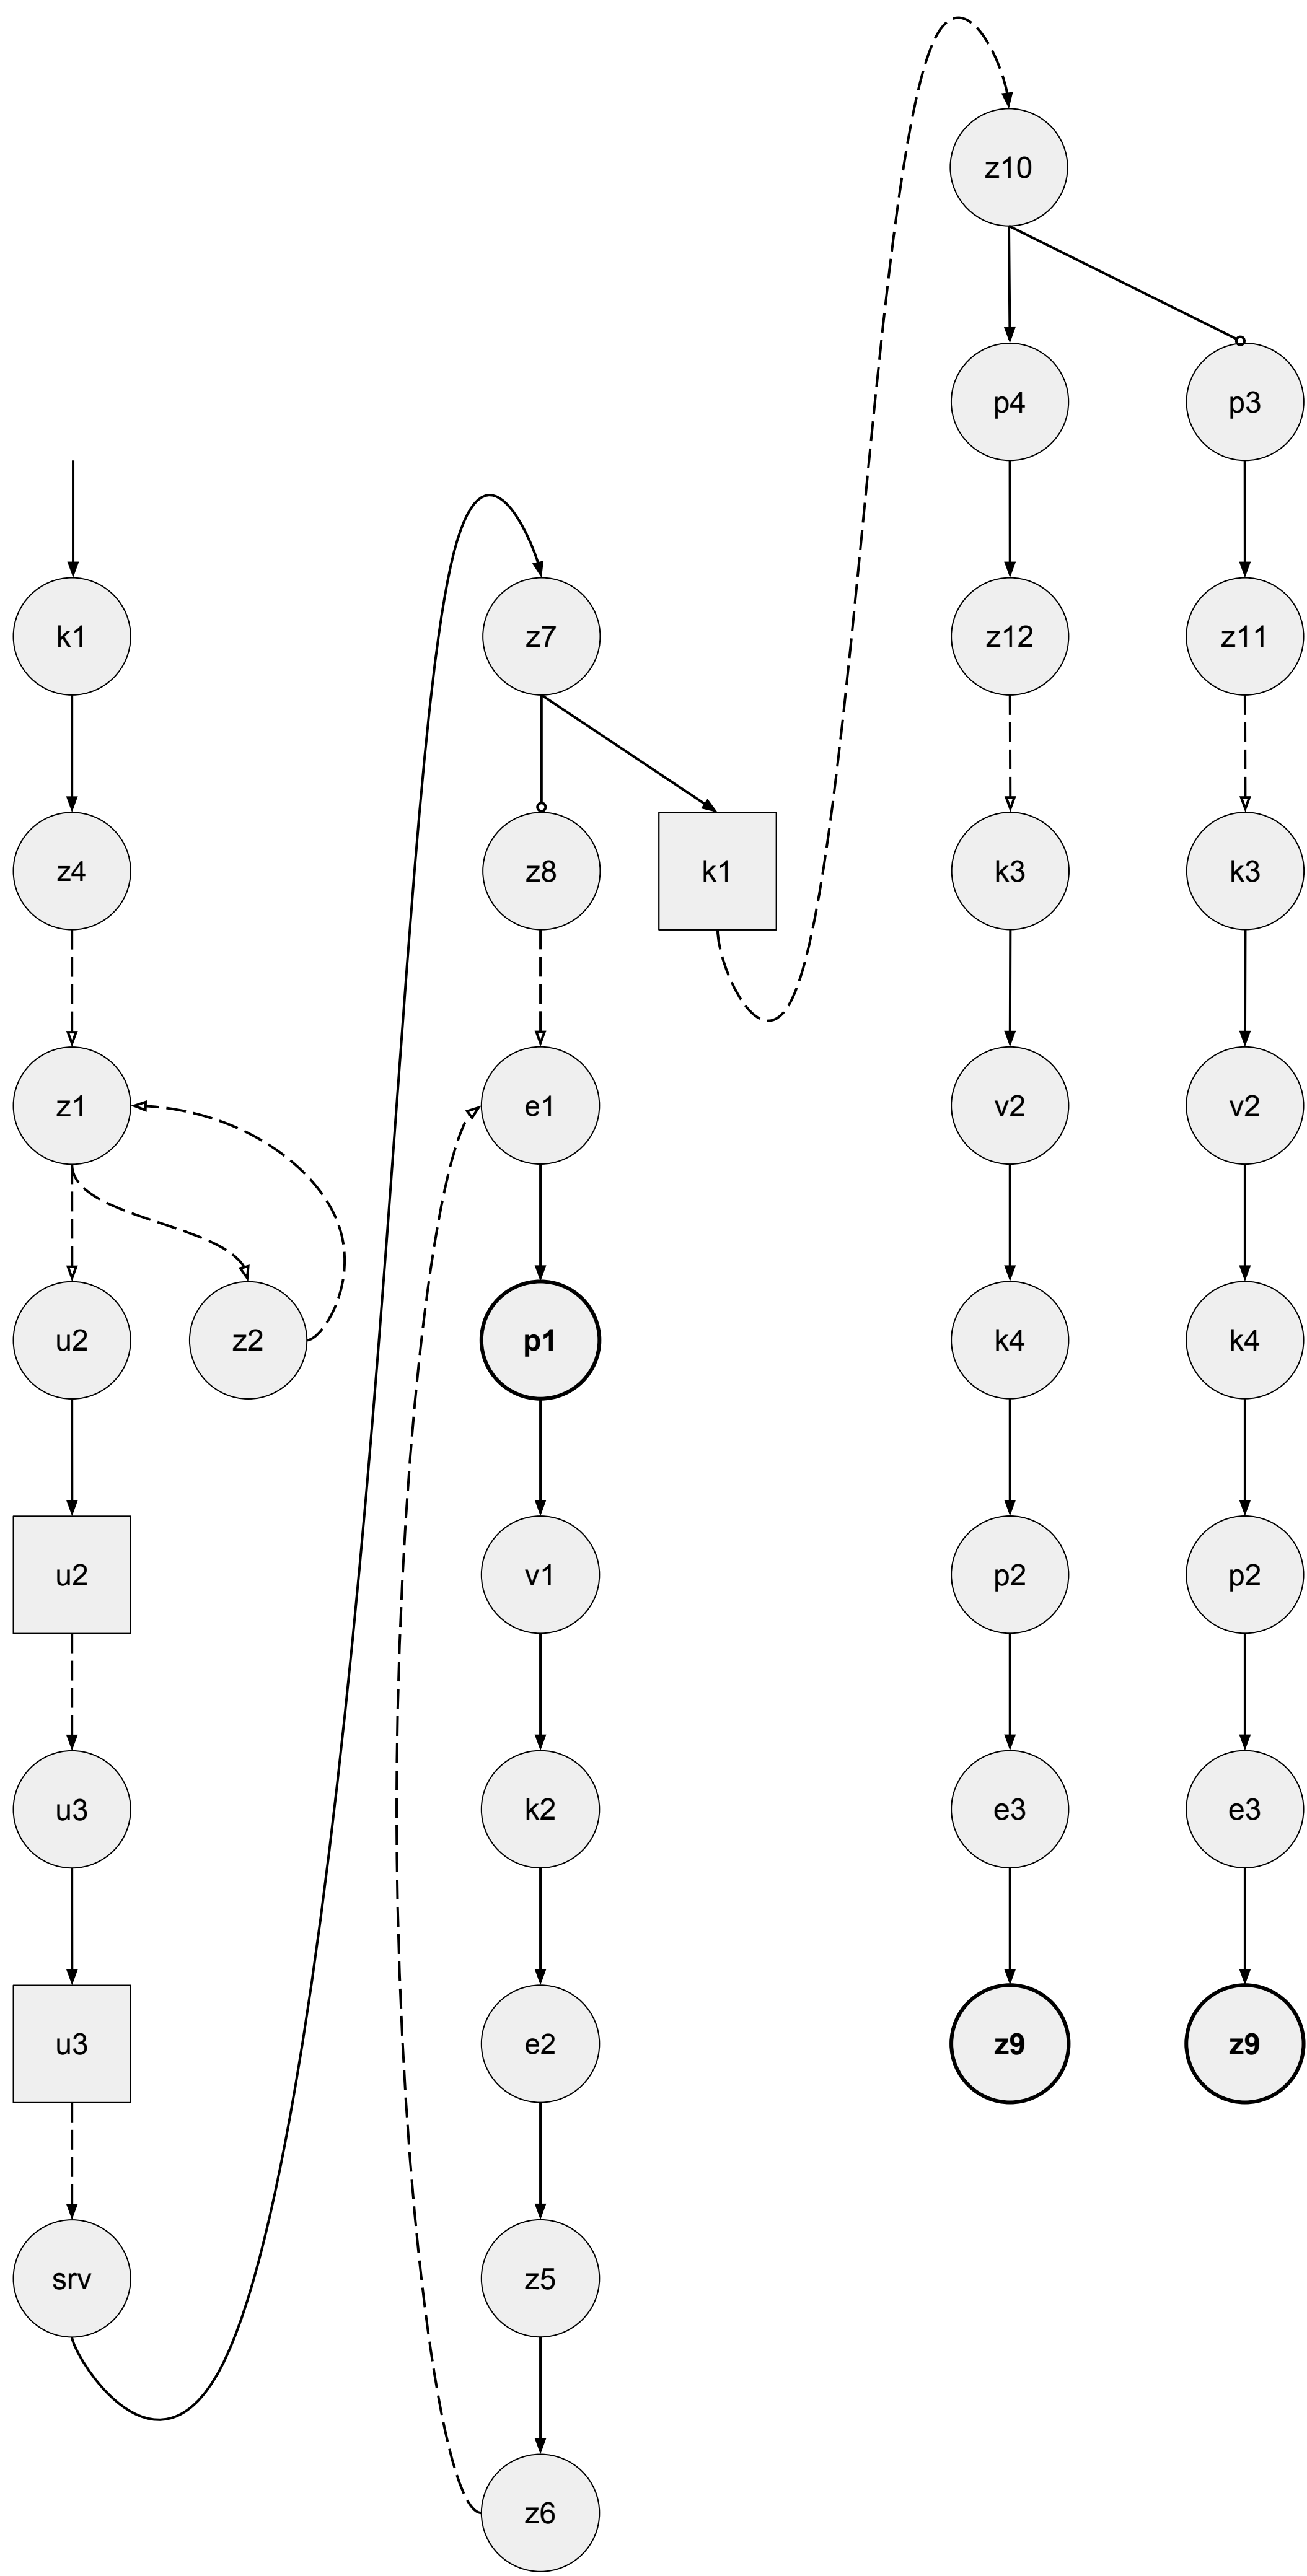 z10
p4 p3
k1 z7 z12 z11
z4 z8 k1 k3 k3
z1 e1 v2 v2
u2 z2 p1 k4 k4
u2 v1 p2 p2
u3 k2 e3 e3
u3 e2 z9 z9
srv z5
z6